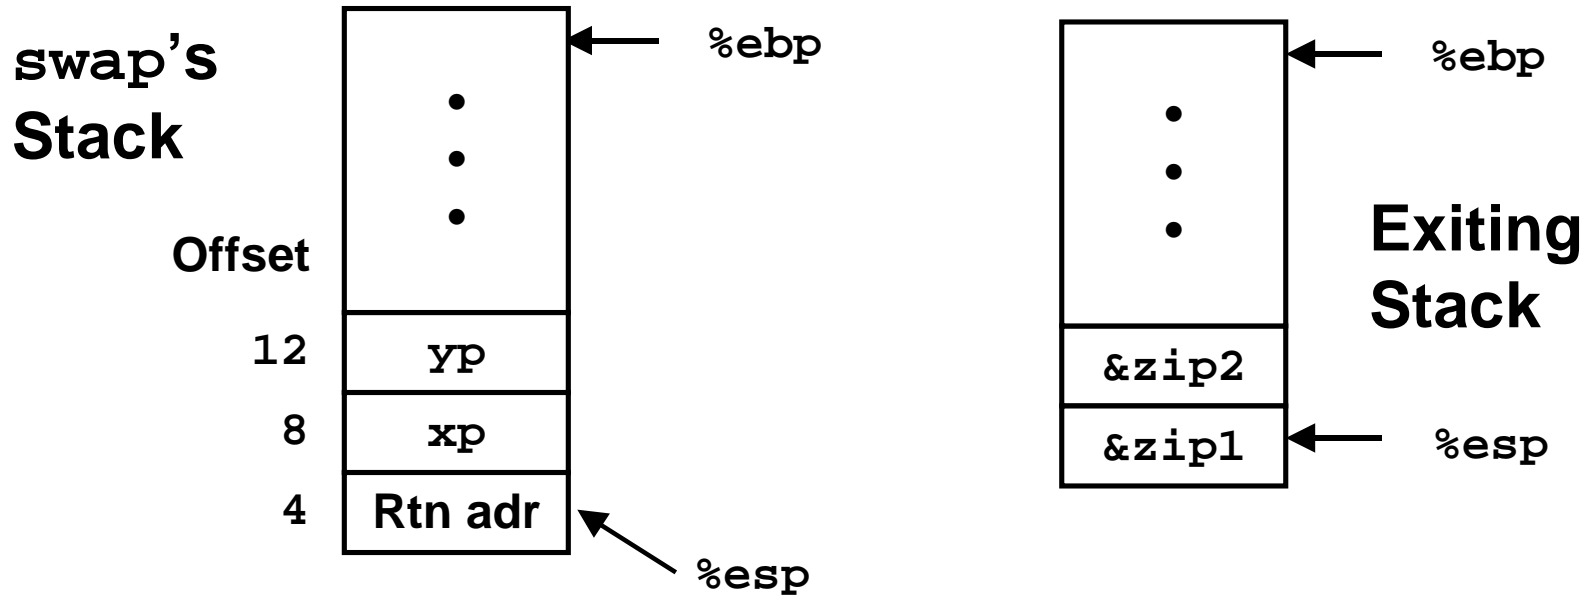 swap's
Stack
Offset
12
yp
8
xp
4
Rtn adr
%ebp
%esp
%ebp
Exiting
Stack
&zip2
&zip1
%esp